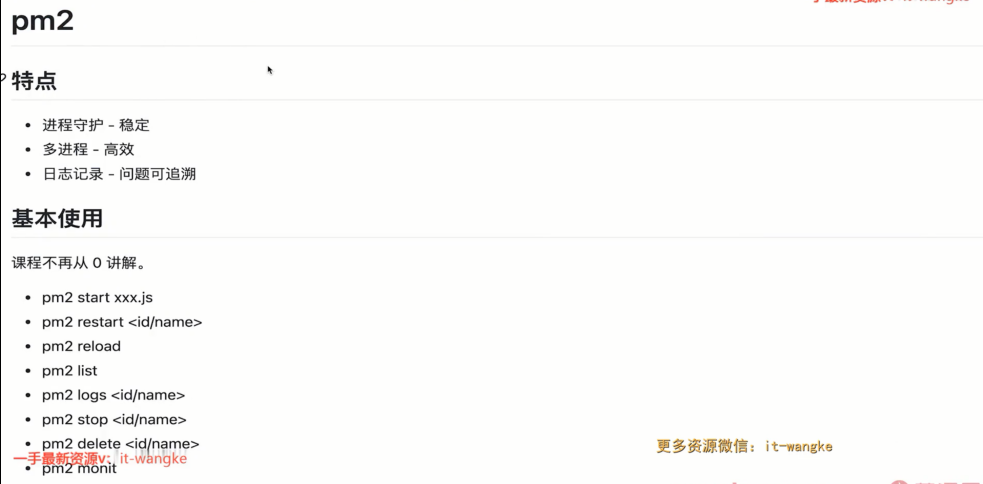 pm2
特点
进程守护 - 稳定
多进程 - 高效
日志记录 - 问题可追溯
基本使用
课程不再从 0 讲解。
pm2 start xxx.js
pm2 restart <id/name>
pm2 reload
pm2 list
pm2 logs <id/name>
pm2 stop <id/name>
pm2 delete <id/name>
更多资源微信：it-wangke
一手最新资源v: it-wangke
pm2 monit